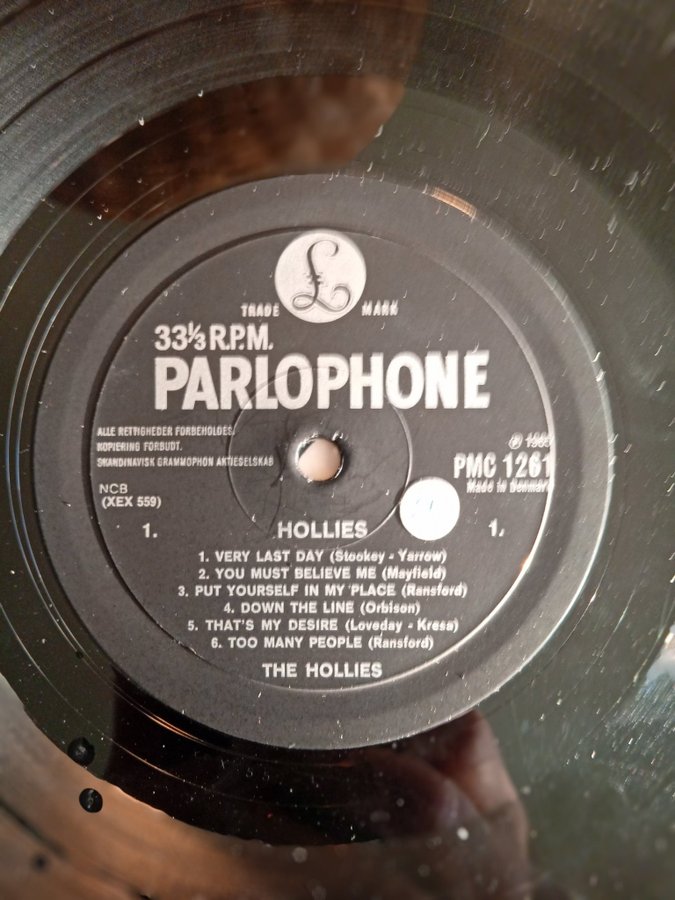 £
TRADE MARK
33⅓ R.P.M.
PARLOPHONE
ALLE RETTIGHEDER FORBEHOLDES.
KOPIERING FORBUDT.
SKANDINAVISK GRAMMOPHON AKTIESELSKAB
℗ 1965
PMC 1261
Made in Denmark
NCB
(XEX 559)
1. HOLLIES 1.
1. VERY LAST DAY (Stookey - Yarrow)
2. YOU MUST BELIEVE ME (Mayfield)
3. PUT YOURSELF IN MY PLACE (Ransford)
4. DOWN THE LINE (Orbison)
5. THAT'S MY DESIRE (Loveday - Kresa)
6. TOO MANY PEOPLE (Ransford)
THE HOLLIES